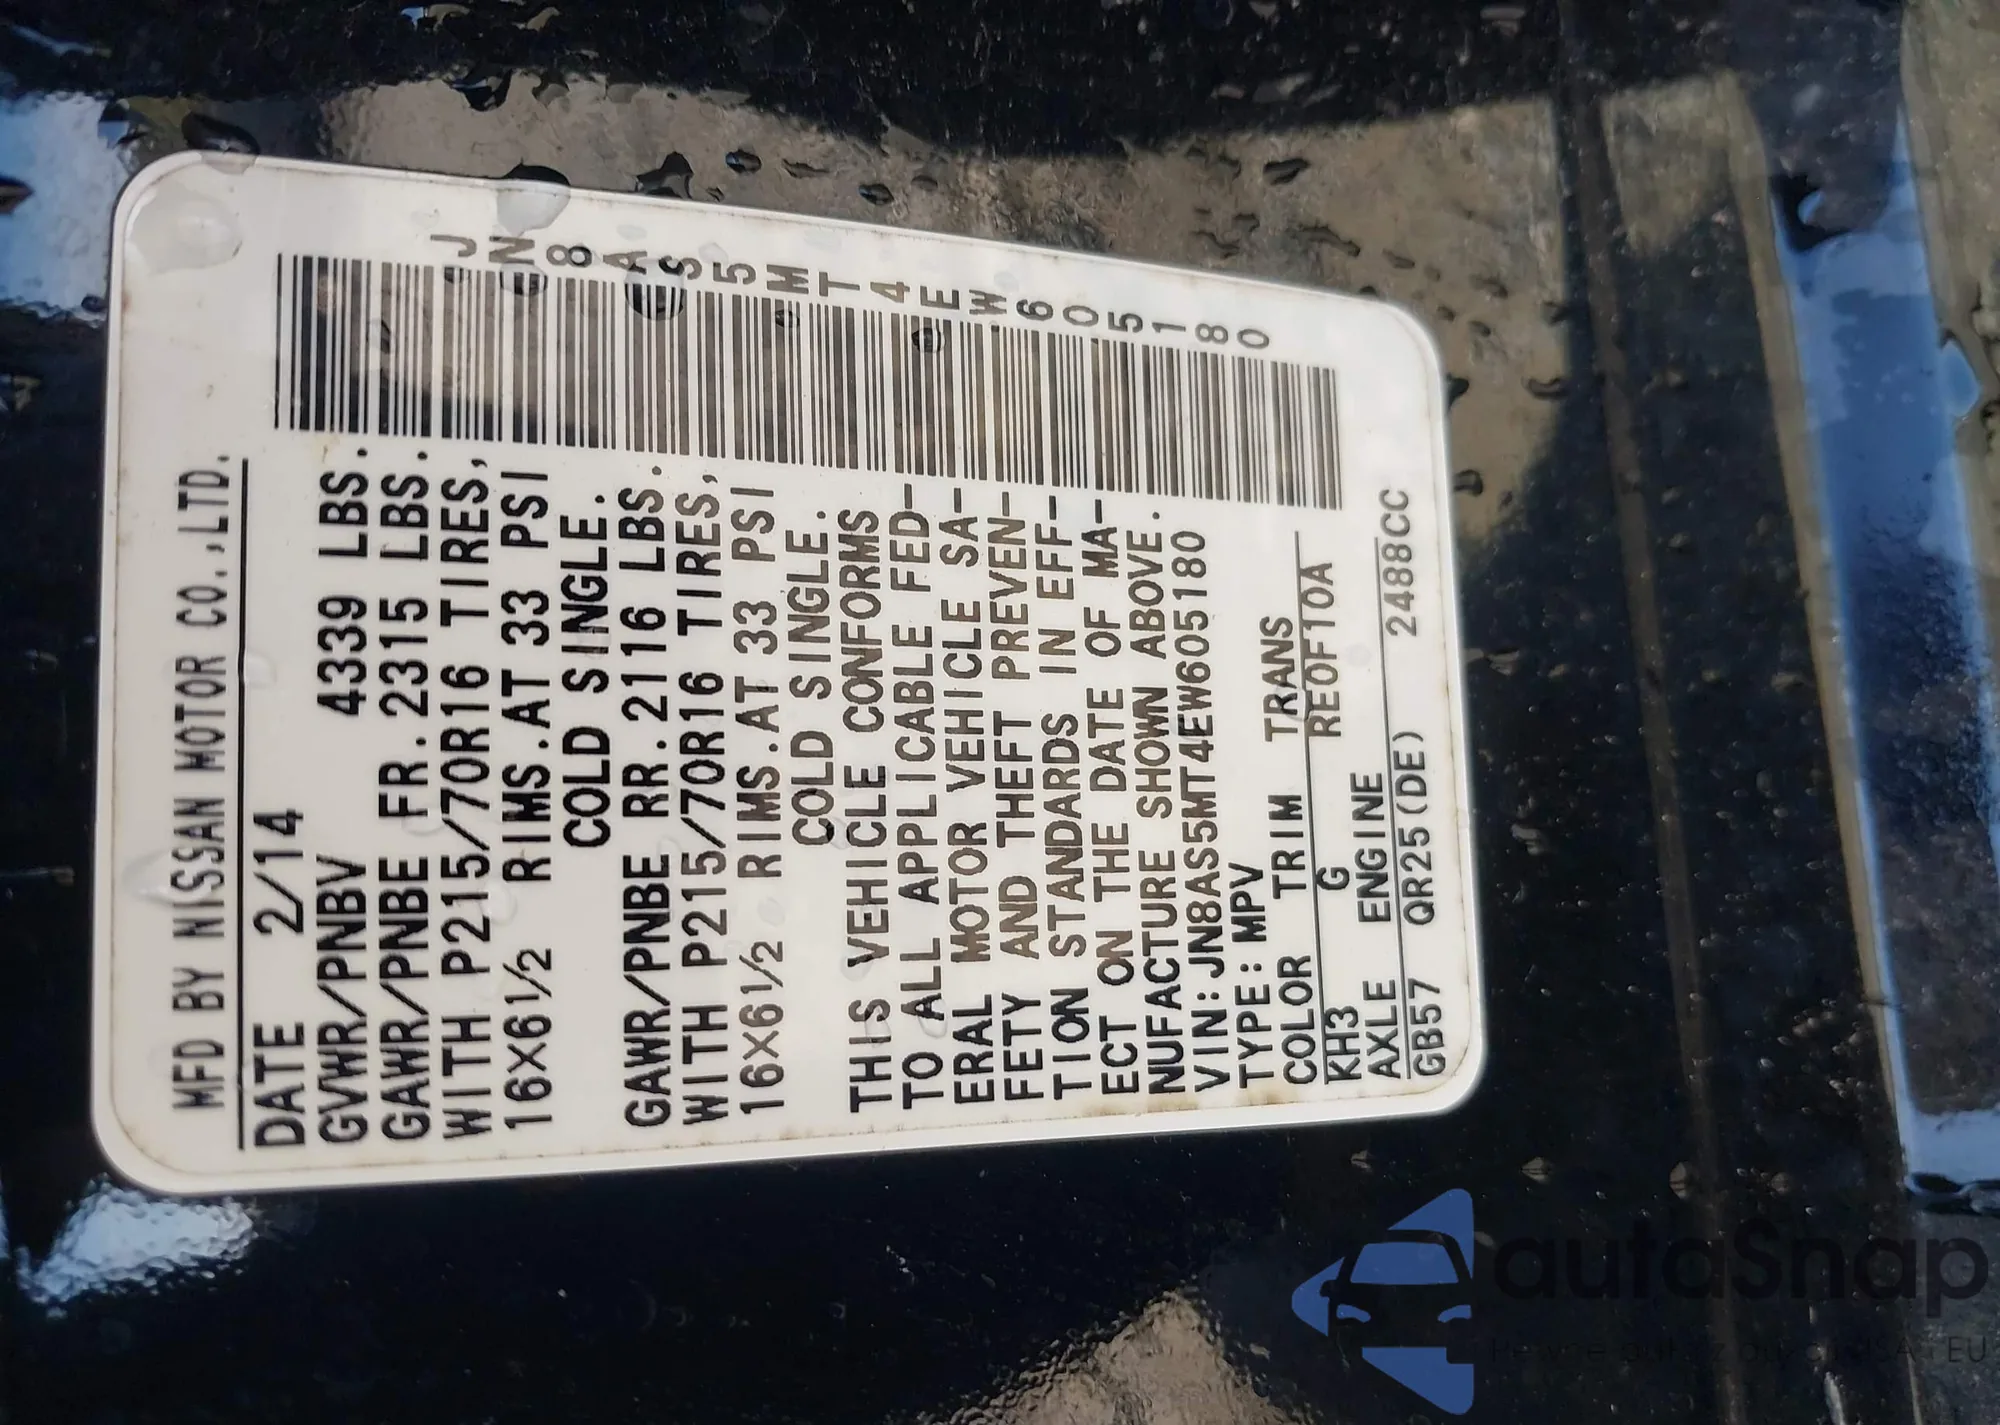 MFD BY NISSAN MOTOR CO.,LTD.
DATE 2/14
GVWR/PNBV 4339 LBS.
GAWR/PNBE FR. 2315 LBS.
WITH P215/70R16 TIRES,
16X6½ RIMS.AT 33 PSI
COLD SINGLE.
GAWR/PNBE RR. 2116 LBS.
WITH P215/70R16 TIRES,
16X6½ RIMS.AT 33 PSI
COLD SINGLE.
THIS VEHICLE CONFORMS
TO ALL APPLICABLE FED-
ERAL MOTOR VEHICLE SA-
FETY AND THEFT PREVEN-
TION STANDARDS IN EFF-
ECT ON THE DATE OF MA-
NUFACTURE SHOWN ABOVE.
VIN: JN8AS5MT4EW605180
TYPE: MPV
COLOR TRIM TRANS
KH3 G RE0F10A
AXLE ENGINE
GB57 QR25(DE) 2488CC
JN8AS5MT4EW605180
autoSnap
EU